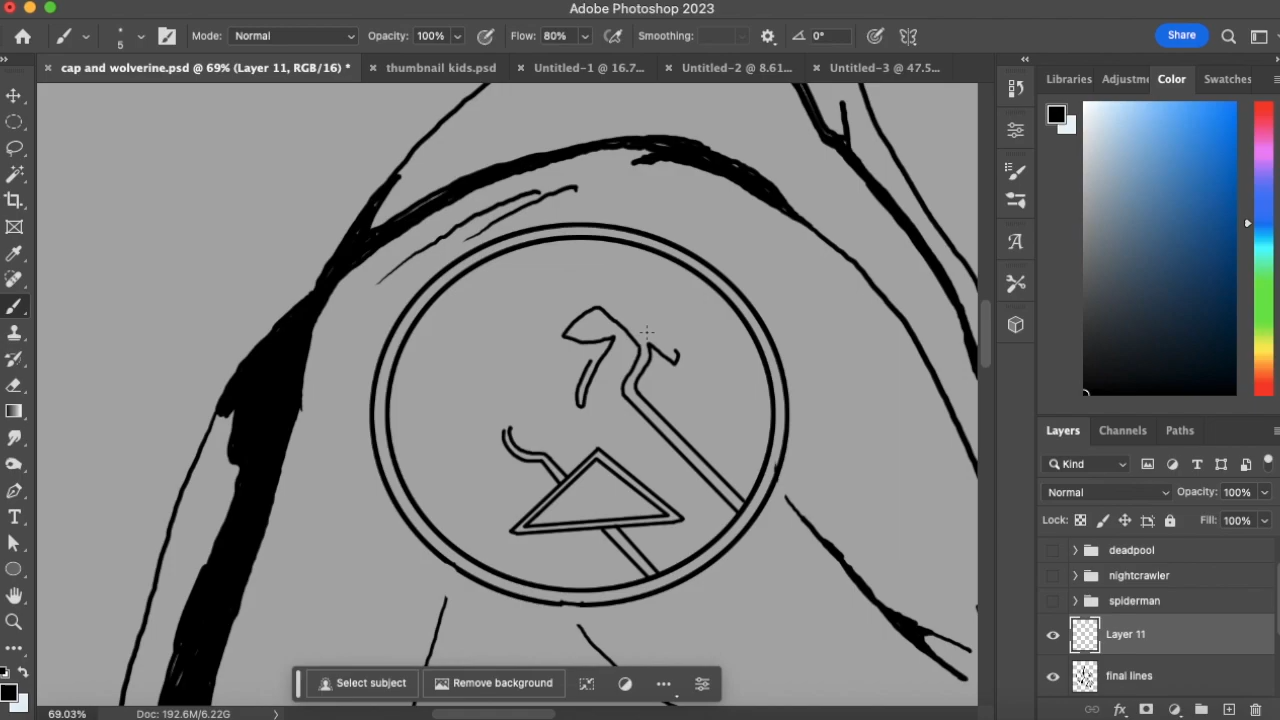 Adobe Photoshop 2023
5 Mode: Normal Opacity: 100% Flow: 80% Smoothing: 0° Share
cap and wolverine.psd @ 69% (Layer 11, RGB/16) * thumbnail kids.psd Untitled-1 @ 16.7... Untitled-2 @ 8.61... Untitled-3 @ 47.5...
Libraries Adjustme Color Swatches
Layers Channels Paths
Kind
Normal Opacity: 100%
Lock: Fill: 100%
deadpool
nightcrawler
spiderman
Layer 11
final lines
Select subject Remove background
69.03% Doc: 192.6M/6.22G